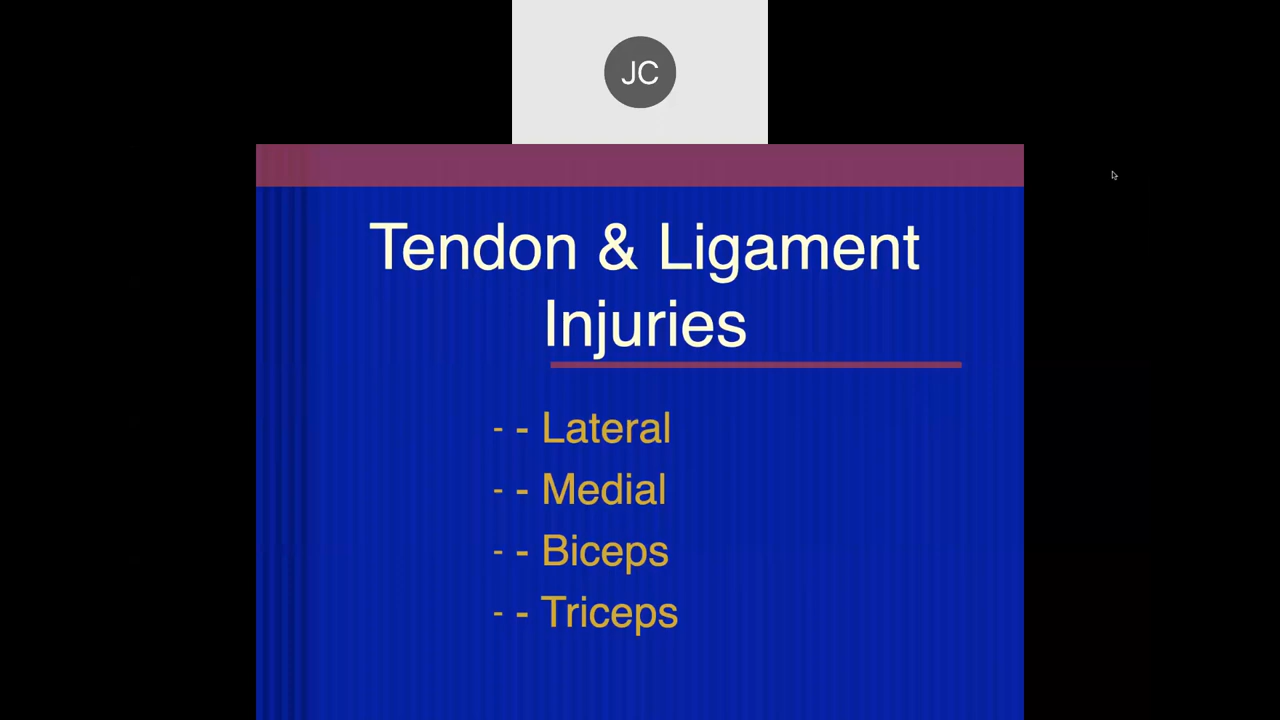 JC
Tendon & Ligament
Injuries
- - Lateral
- - Medial
- - Biceps
- - Triceps